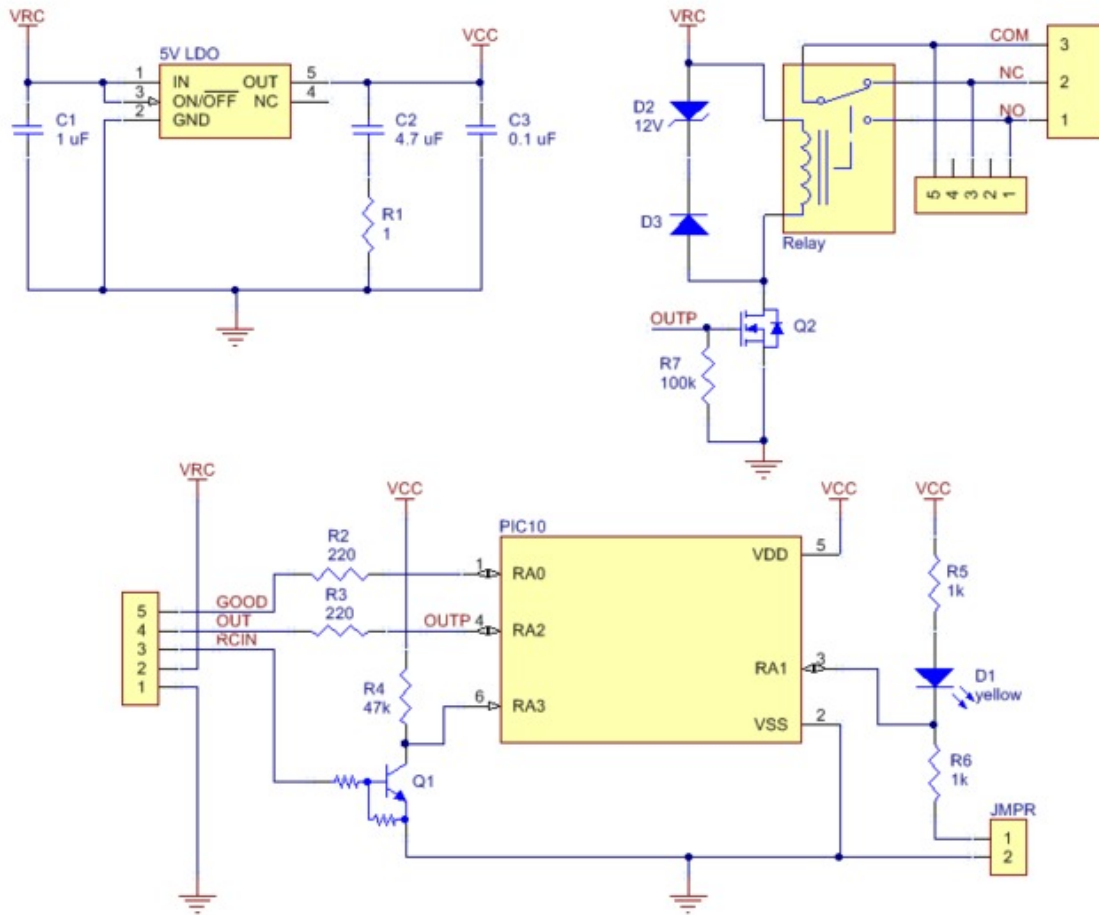 VRC
VCC
5V LDO
1
IN
OUT
5
3
ON/OFF
NC
4
2
GND
C1
1 uF
C2
4.7 uF
C3
0.1 uF
R1
1
VRC
D2
12V
D3
Relay
COM
3
NC
2
NO
1
5
4
3
2
1
OUTP
Q2
R7
100k
VRC
VCC
VCC
VCC
PIC10
R2
220
1
RA0
VDD
5
R3
220
5
GOOD
4
OUT
OUTP
4
RA2
3
RCIN
2
1
R4
47k
6
RA3
RA1
3
VSS
2
R5
1k
D1
yellow
R6
1k
Q1
JMPR
1
2